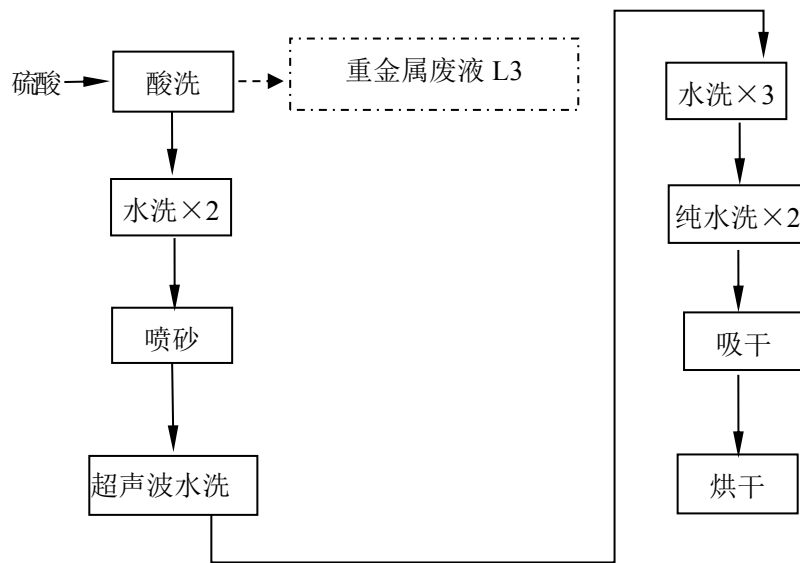 硫酸
酸洗
重金属废液 L3
水洗×2
喷砂
超声波水洗
水洗×3
纯水洗×2
吸干
烘干